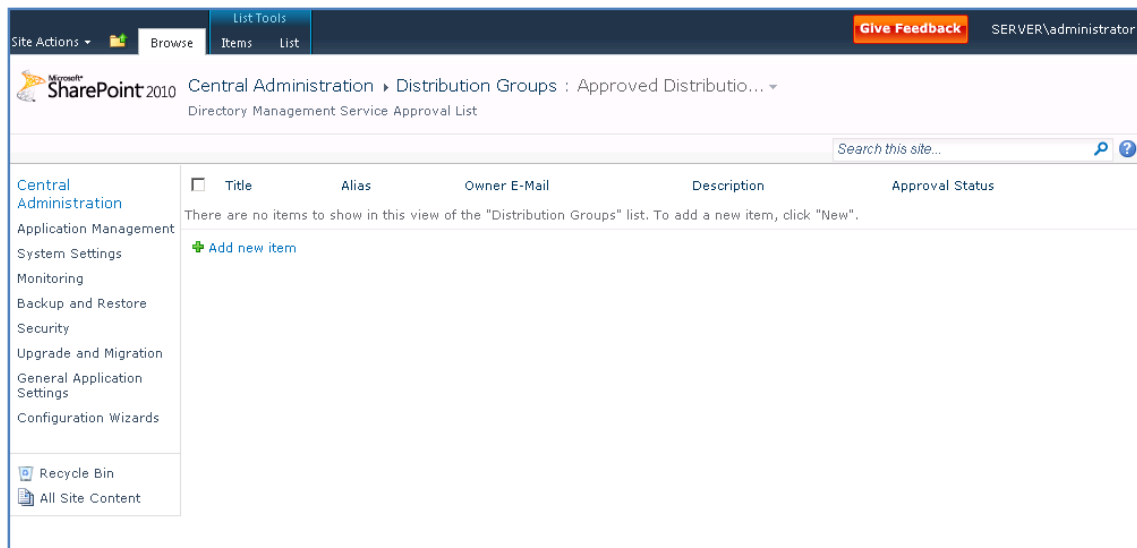 List Tools
Site Actions Browse Items List Give Feedback SERVER\administrator
Microsoft
SharePoint 2010 Central Administration Distribution Groups : Approved Distributio...
Directory Management Service Approval List
Search this site...
Central Administration
Title Alias Owner E-Mail Description Approval Status
There are no items to show in this view of the "Distribution Groups" list. To add a new item, click "New".
Add new item
Application Management
System Settings
Monitoring
Backup and Restore
Security
Upgrade and Migration
General Application
Settings
Configuration Wizards
Recycle Bin
All Site Content